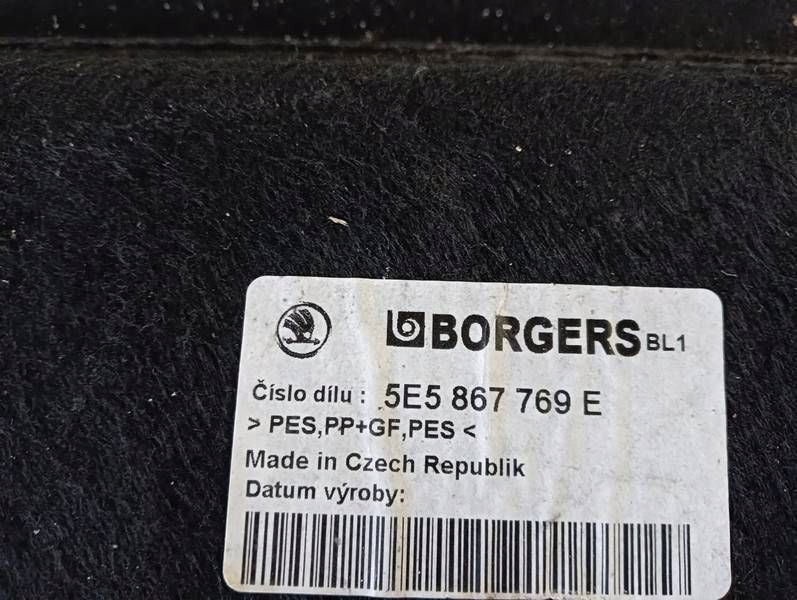 BORGERS BL1
Číslo dílu : 5E5 867 769 E
> PES,PP+GF,PES <
Made in Czech Republik
Datum výroby: